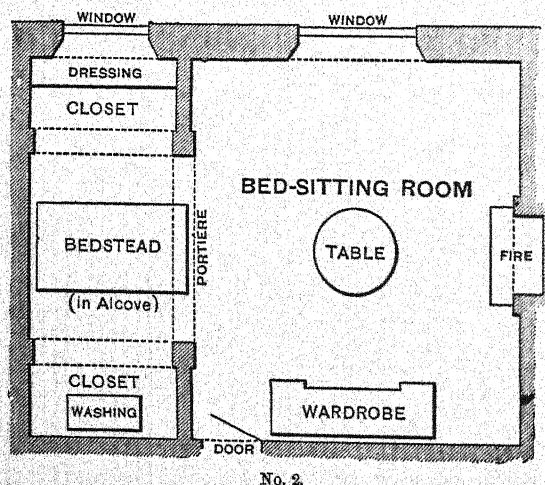 WINDOW
WINDOW
DRESSING
CLOSET
BED-SITTING ROOM
PORTIÈRE
BEDSTEAD
(in Alcove)
TABLE
FIRE
CLOSET
WASHING
WARDROBE
DOOR
No. 2.